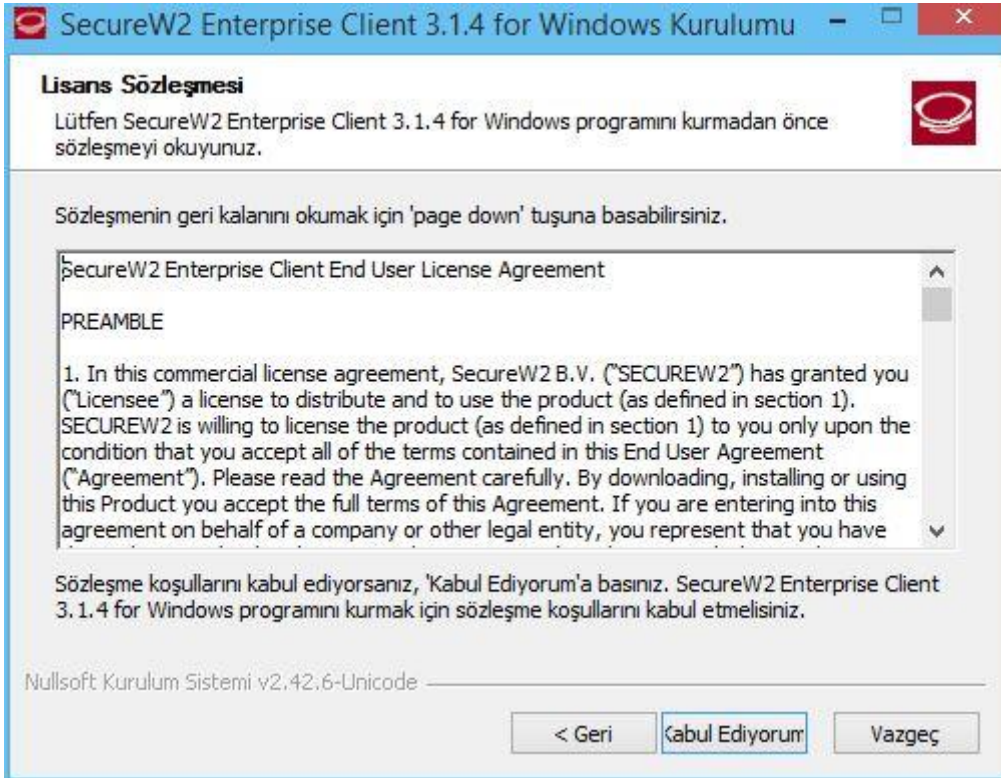 SecureW2 Enterprise Client 3.1.4 for Windows Kurulumu
Lisans Sözleşmesi
Lütfen SecureW2 Enterprise Client 3.1.4 for Windows programını kurmadan önce
sözleşmeyi okuyunuz.
Sözleşmenin geri kalanını okumak için 'page down' tuşuna basabilirsiniz.
SecureW2 Enterprise Client End User License Agreement
PREAMBLE
1. In this commercial license agreement, SecureW2 B.V. ("SECUREW2") has granted you
("Licensee") a license to distribute and to use the product (as defined in section 1).
SECUREW2 is willing to license the product (as defined in section 1) to you only upon the
condition that you accept all of the terms contained in this End User Agreement
("Agreement"). Please read the Agreement carefully. By downloading, installing or using
this Product you accept the full terms of this Agreement. If you are entering into this
agreement on behalf of a company or other legal entity, you represent that you have
Sözleşme koşullarını kabul ediyorsanız, 'Kabul Ediyorum'a basınız. SecureW2 Enterprise Client
3.1.4 for Windows programını kurmak için sözleşme koşullarını kabul etmelisiniz.
Nullsoft Kurulum Sistemi v2.42.6-Unicode
< Geri
Kabul Ediyorum
Vazgeç